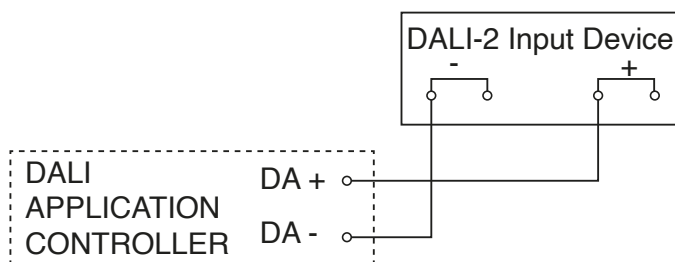 DALI-2 Input Device
- +
DALI
APPLICATION
CONTROLLER
DA +
DA -